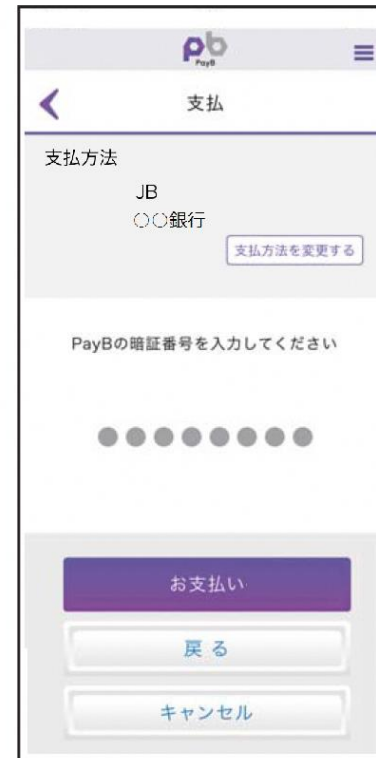 pb
PayB
支払
支払方法
JB
○○銀行
支払方法を変更する
PayBの暗証番号を入力してください
お支払い
戻る
キャンセル